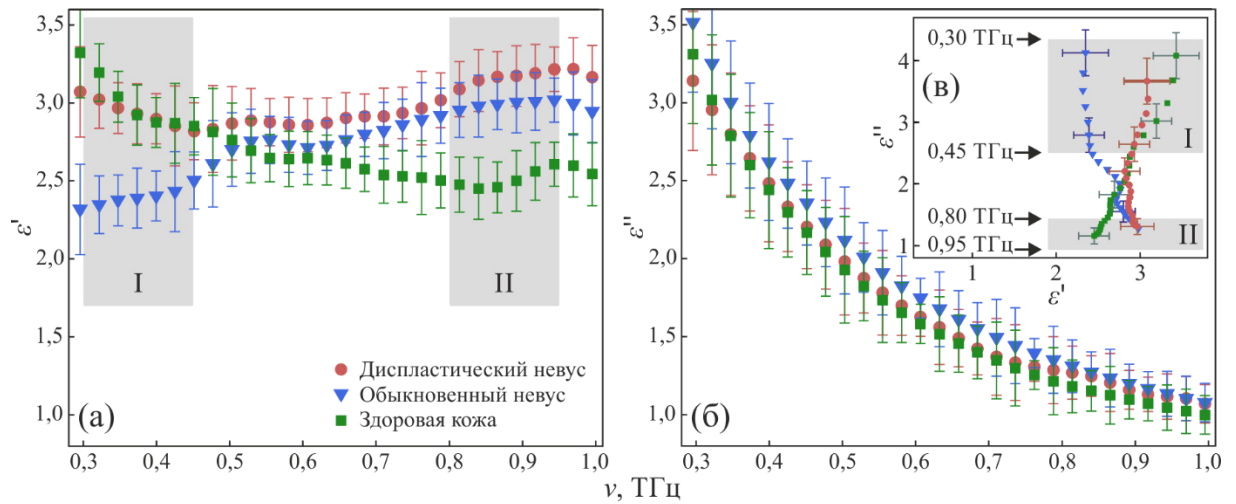 3,5
3,0
2,5
2,0
1,5
1,0
ε'
I
II
Диспластический невус
Обыкновенный невус
Здоровая кожа
(а)
0,3 0,4 0,5 0,6 0,7 0,8 0,9 1,0
3,5
3,0
2,5
2,0
1,5
1,0
ε''
(б)
0,3 0,4 0,5 0,6 0,7 0,8 0,9 1,0
ν, ТГц
0,30 ТГц
0,45 ТГц
0,80 ТГц
0,95 ТГц
(в)
4
3
2
1
ε''
I
II
1 2 3
ε'